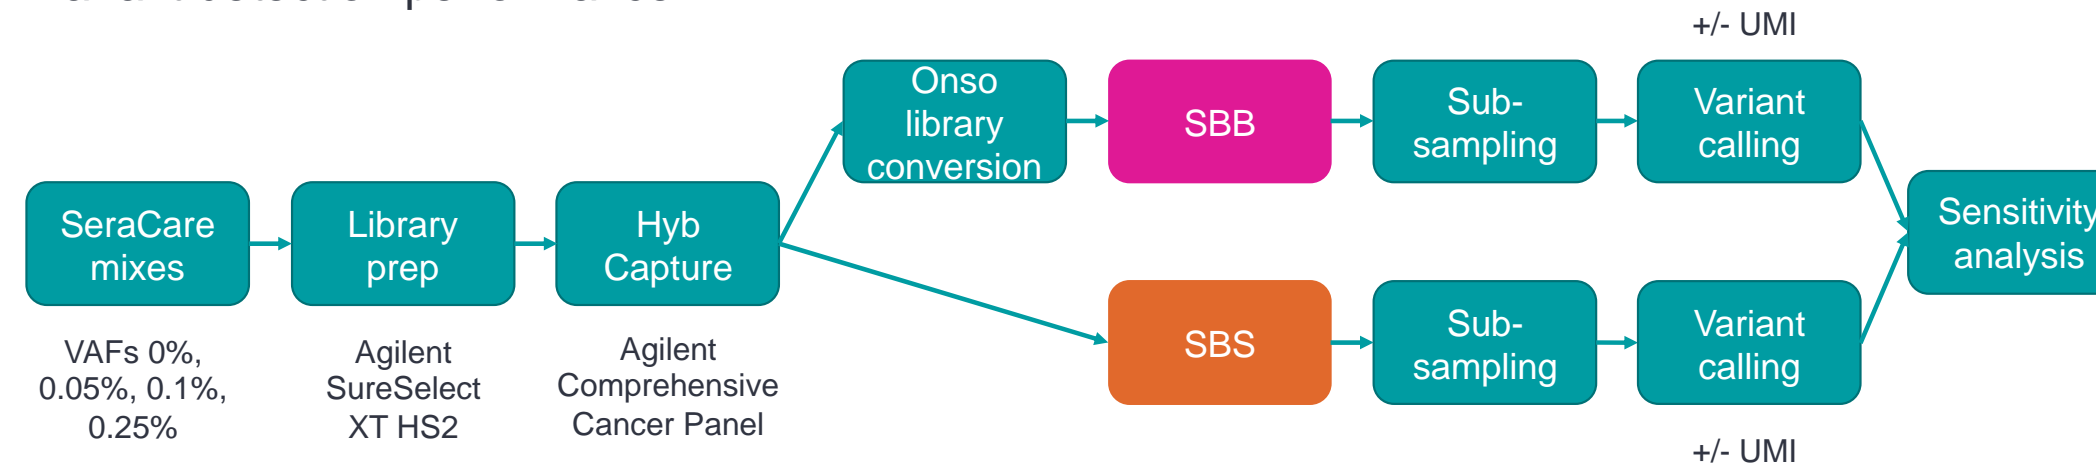 +/- UMI
Onso
library
conversion
SBB
Sub-
sampling
Variant
calling
SeraCare
mixes
Library
prep
Hyb
Capture
Sensitivity
analysis
SBS
Sub-
sampling
Variant
calling
VAFs 0%,
0.05%, 0.1%,
0.25%
Agilent
SureSelect
XT HS2
Agilent
Comprehensive
Cancer Panel
+/- UMI